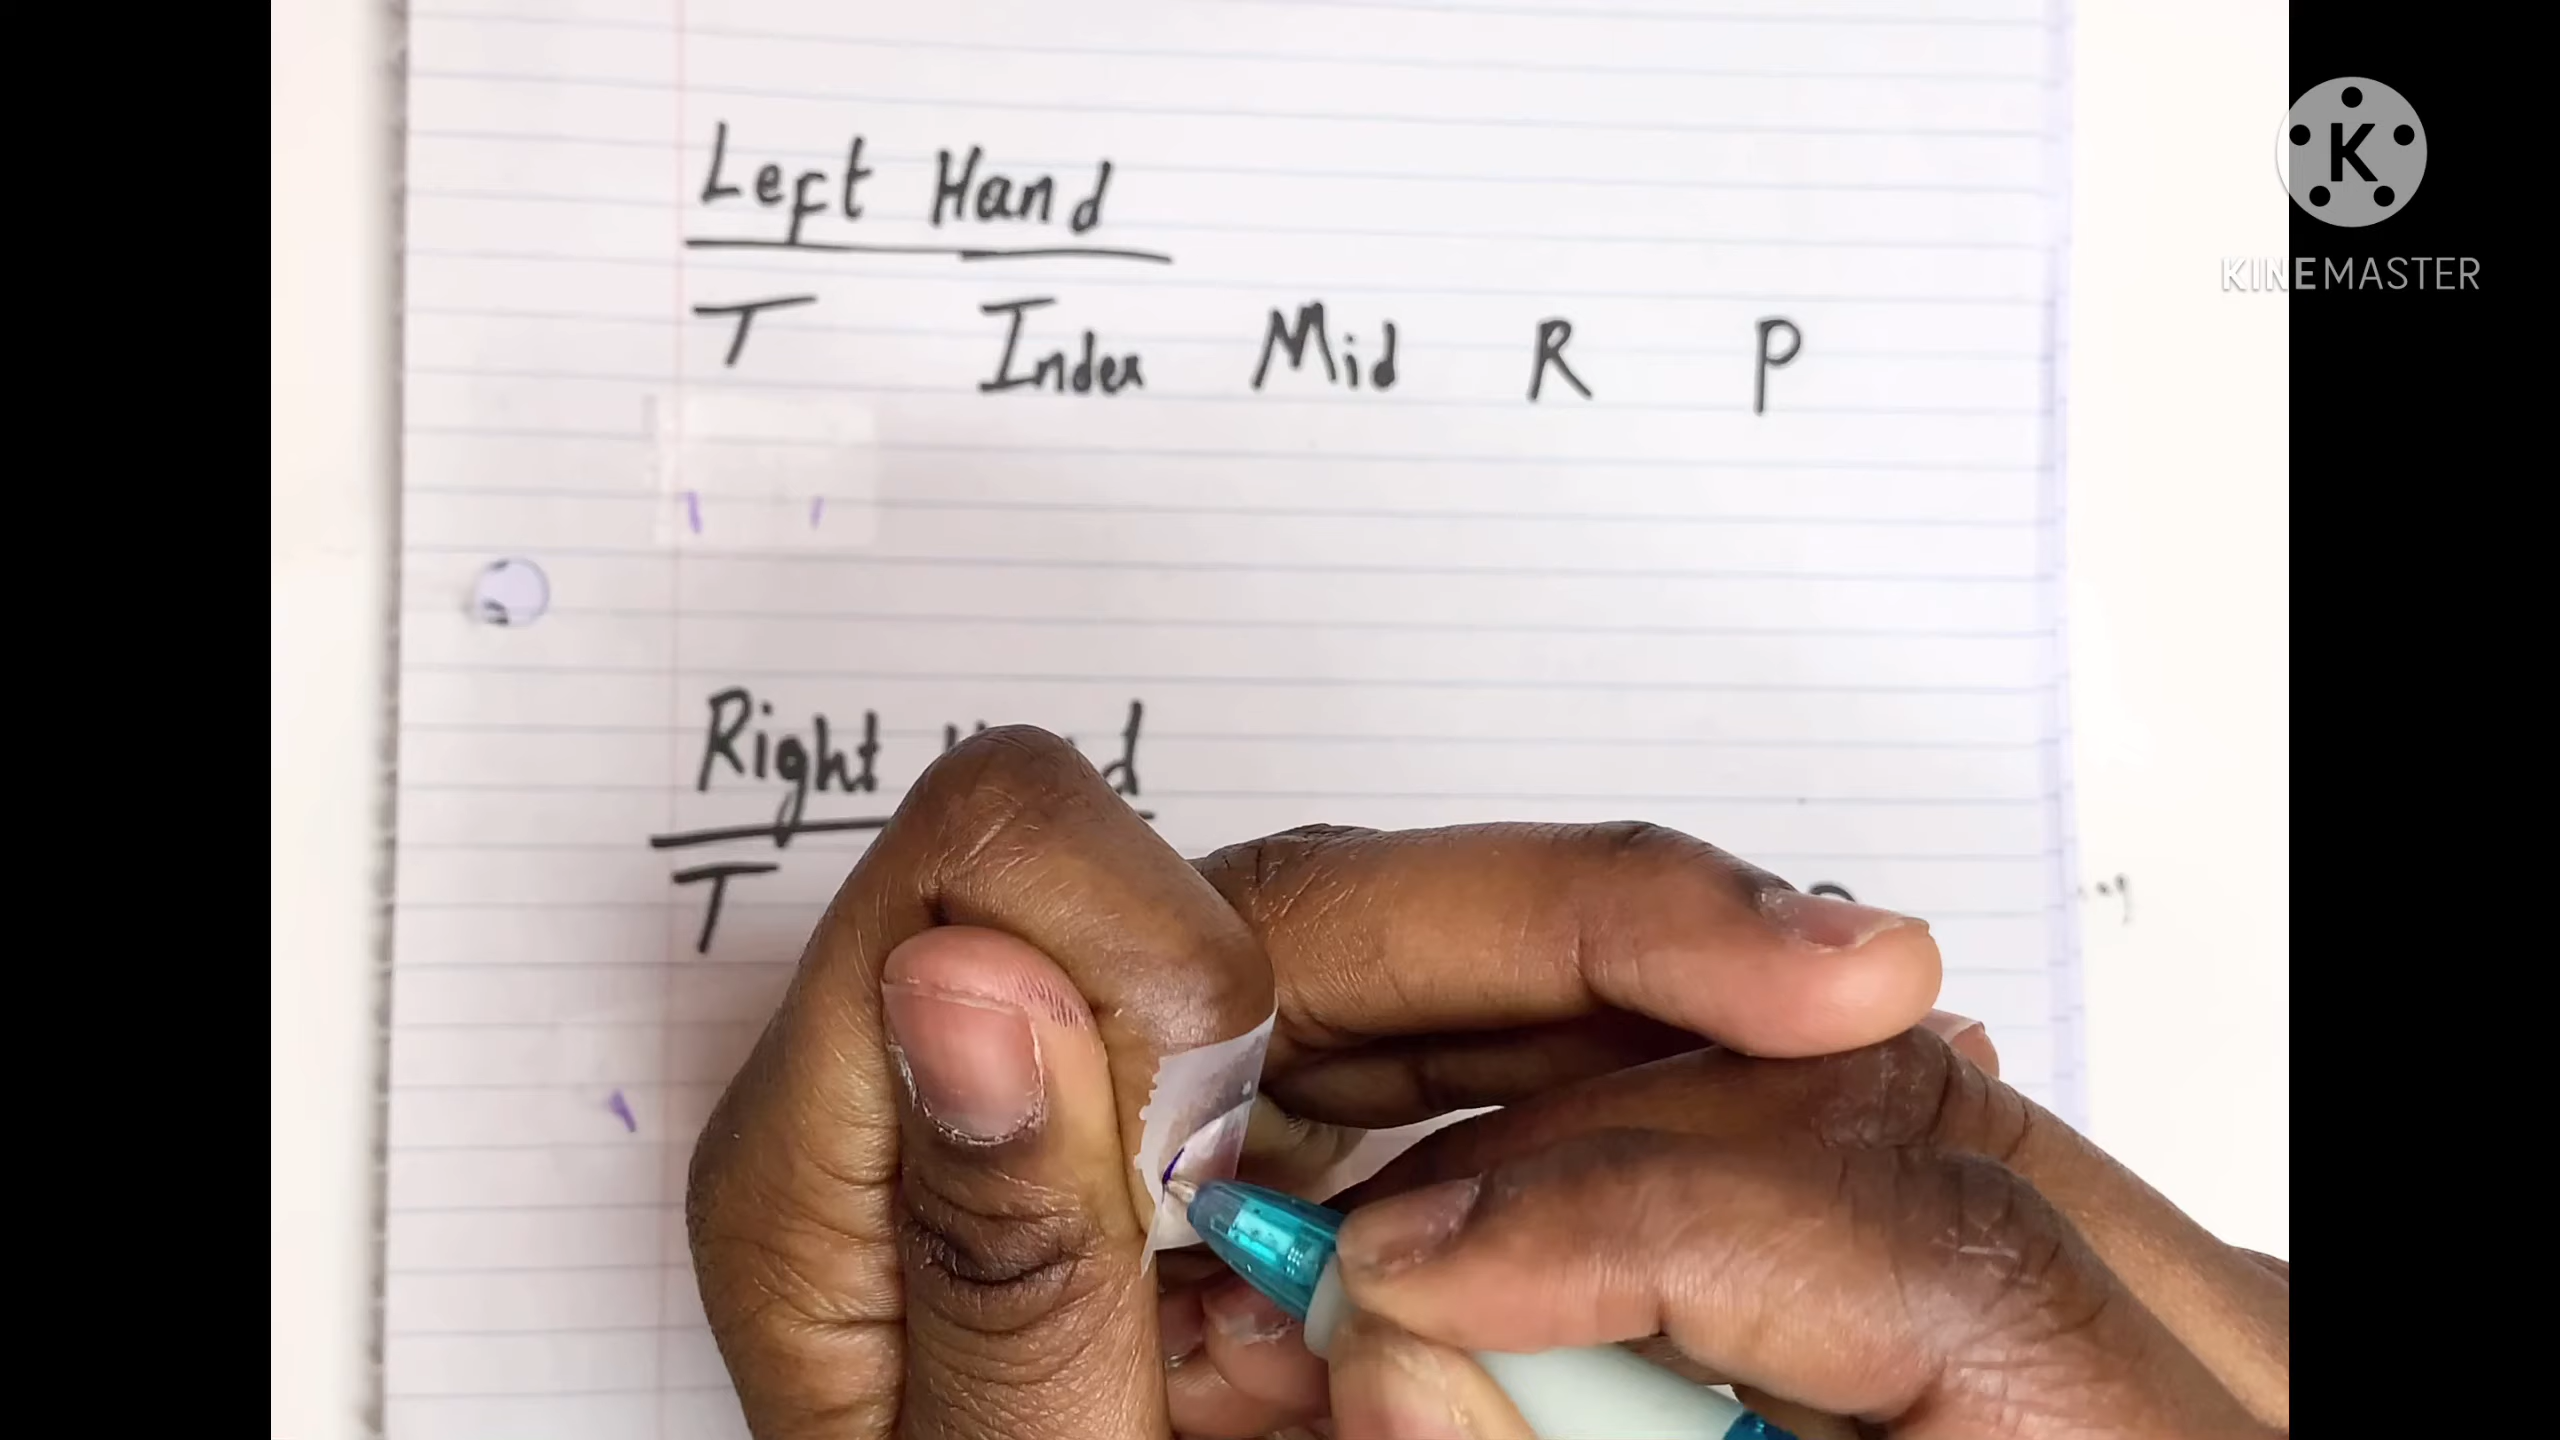 Left Hand
T Index Mid R P
Right
T
K
KINEMASTER